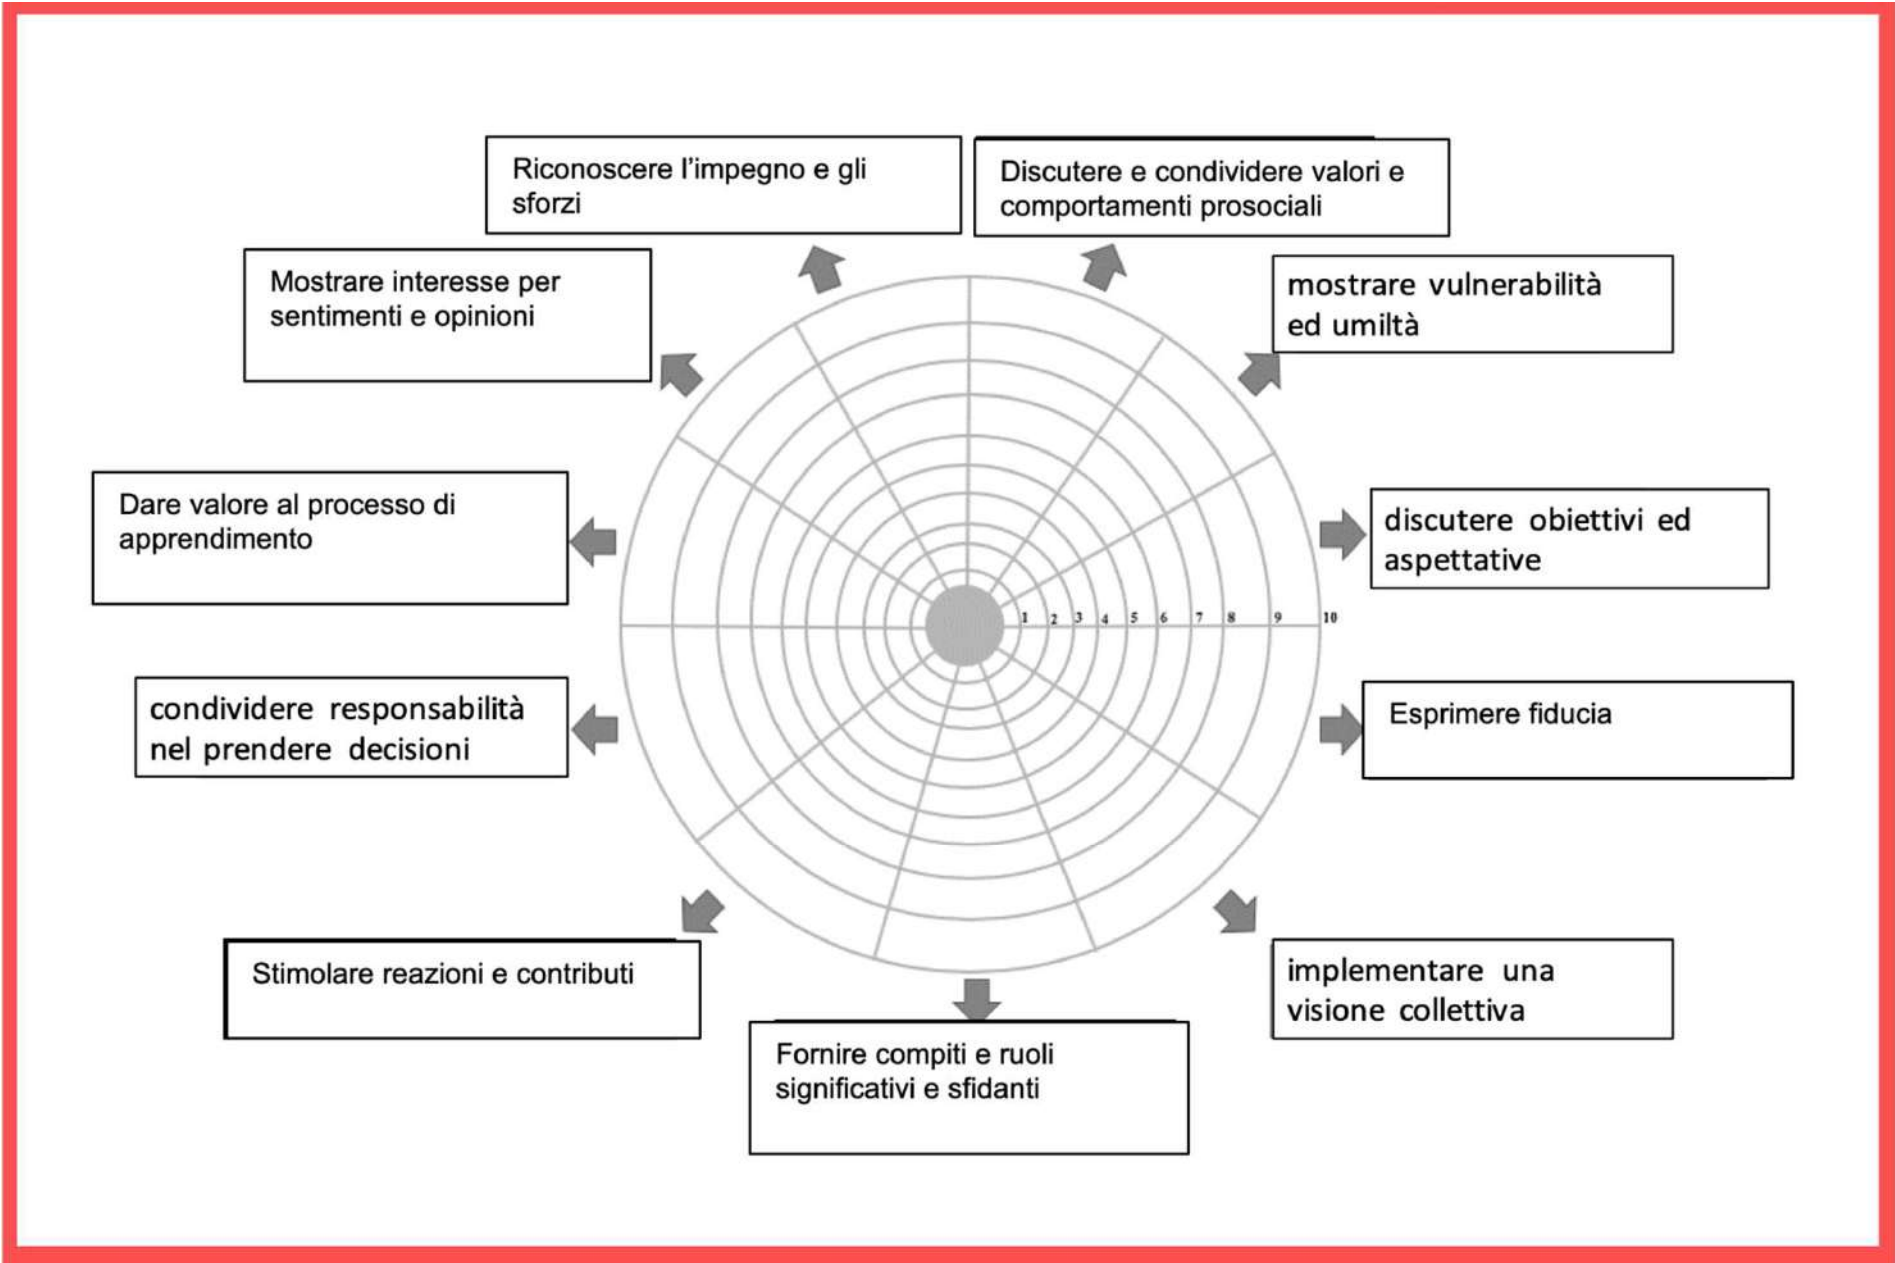 Riconoscere l'impegno e gli
sforzi
Discutere e condividere valori e
comportamenti prosociali
Mostrare interesse per
sentimenti e opinioni
mostrare vulnerabilità
ed umiltà
Dare valore al processo di
apprendimento
discutere obiettivi ed
aspettative
1 2 3 4 5 6 7 8 9 10
condividere responsabilità
nel prendere decisioni
Esprimere fiducia
Stimolare reazioni e contributi
implementare una
visione collettiva
Fornire compiti e ruoli
significativi e sfidanti